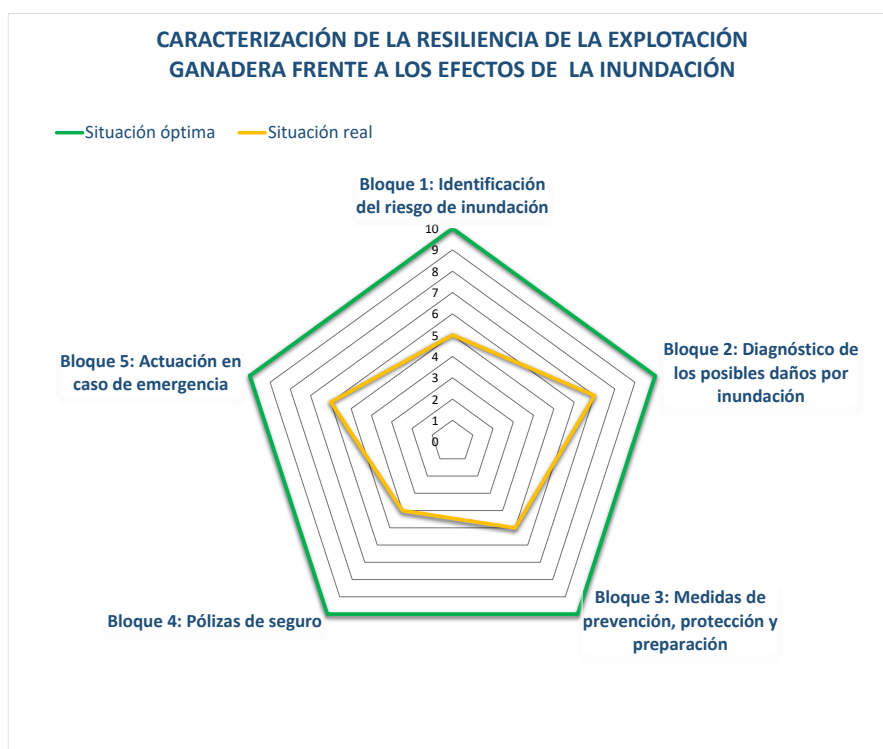 CARACTERIZACIÓN DE LA RESILIENCIA DE LA EXPLOTACIÓN
GANADERA FRENTE A LOS EFECTOS DE LA INUNDACIÓN
Situación óptima
Situación real
Bloque 1: Identificación
del riesgo de inundación
10
9
8
7
6
5
4
3
2
1
0
Bloque 2: Diagnóstico de
los posibles daños por
inundación
Bloque 3: Medidas de
prevención, protección y
preparación
Bloque 4: Pólizas de seguro
Bloque 5: Actuación en
caso de emergencia